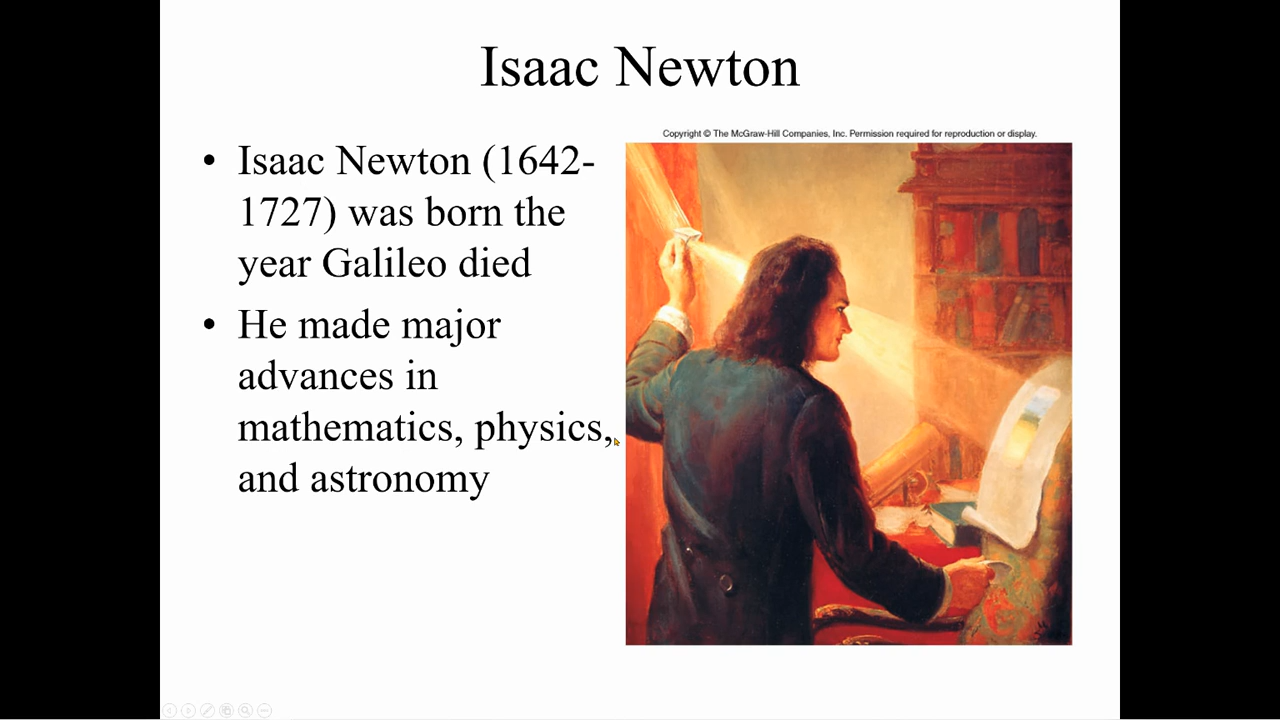 Isaac Newton
• Isaac Newton (1642-
1727) was born the
year Galileo died
• He made major
advances in
mathematics, physics,
and astronomy
Copyright © The McGraw-Hill Companies, Inc. Permission required for reproduction or display.